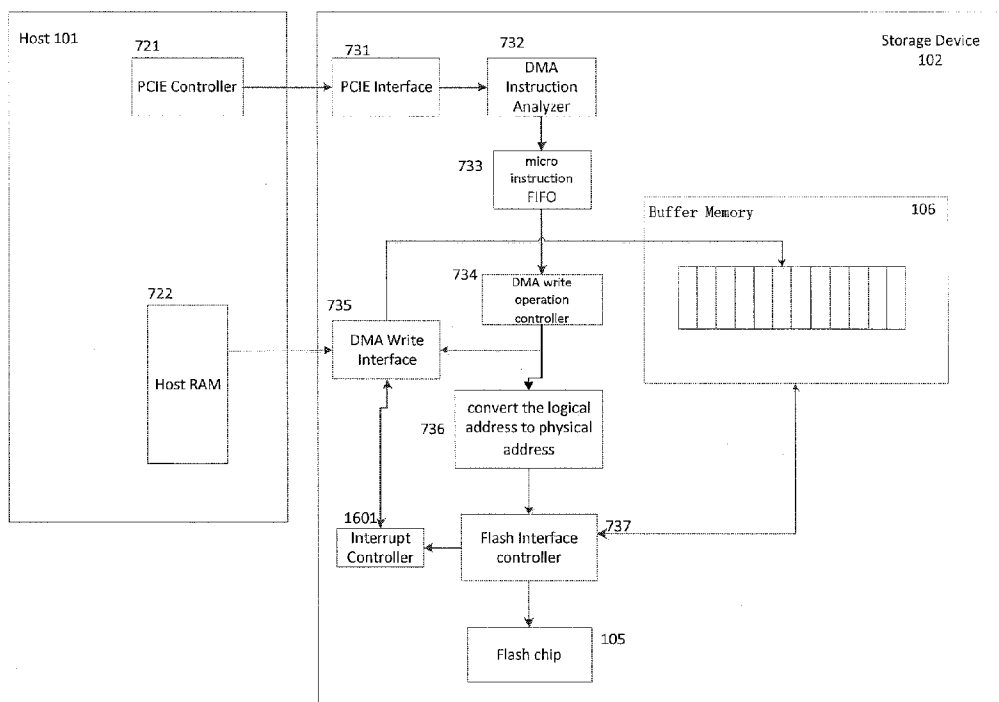 Host 101
721
PCIE Controller
722
Host RAM
Storage Device
102
731
PCIE Interface
732
DMA
Instruction
Analyzer
733
micro
instruction
FIFO
Buffer Memory
106
734
DMA write
operation
controller
735
DMA Write
Interface
736
convert the logical
address to physical
address
1601
Interrupt
Controller
Flash Interface
controller
737
105
Flash chip